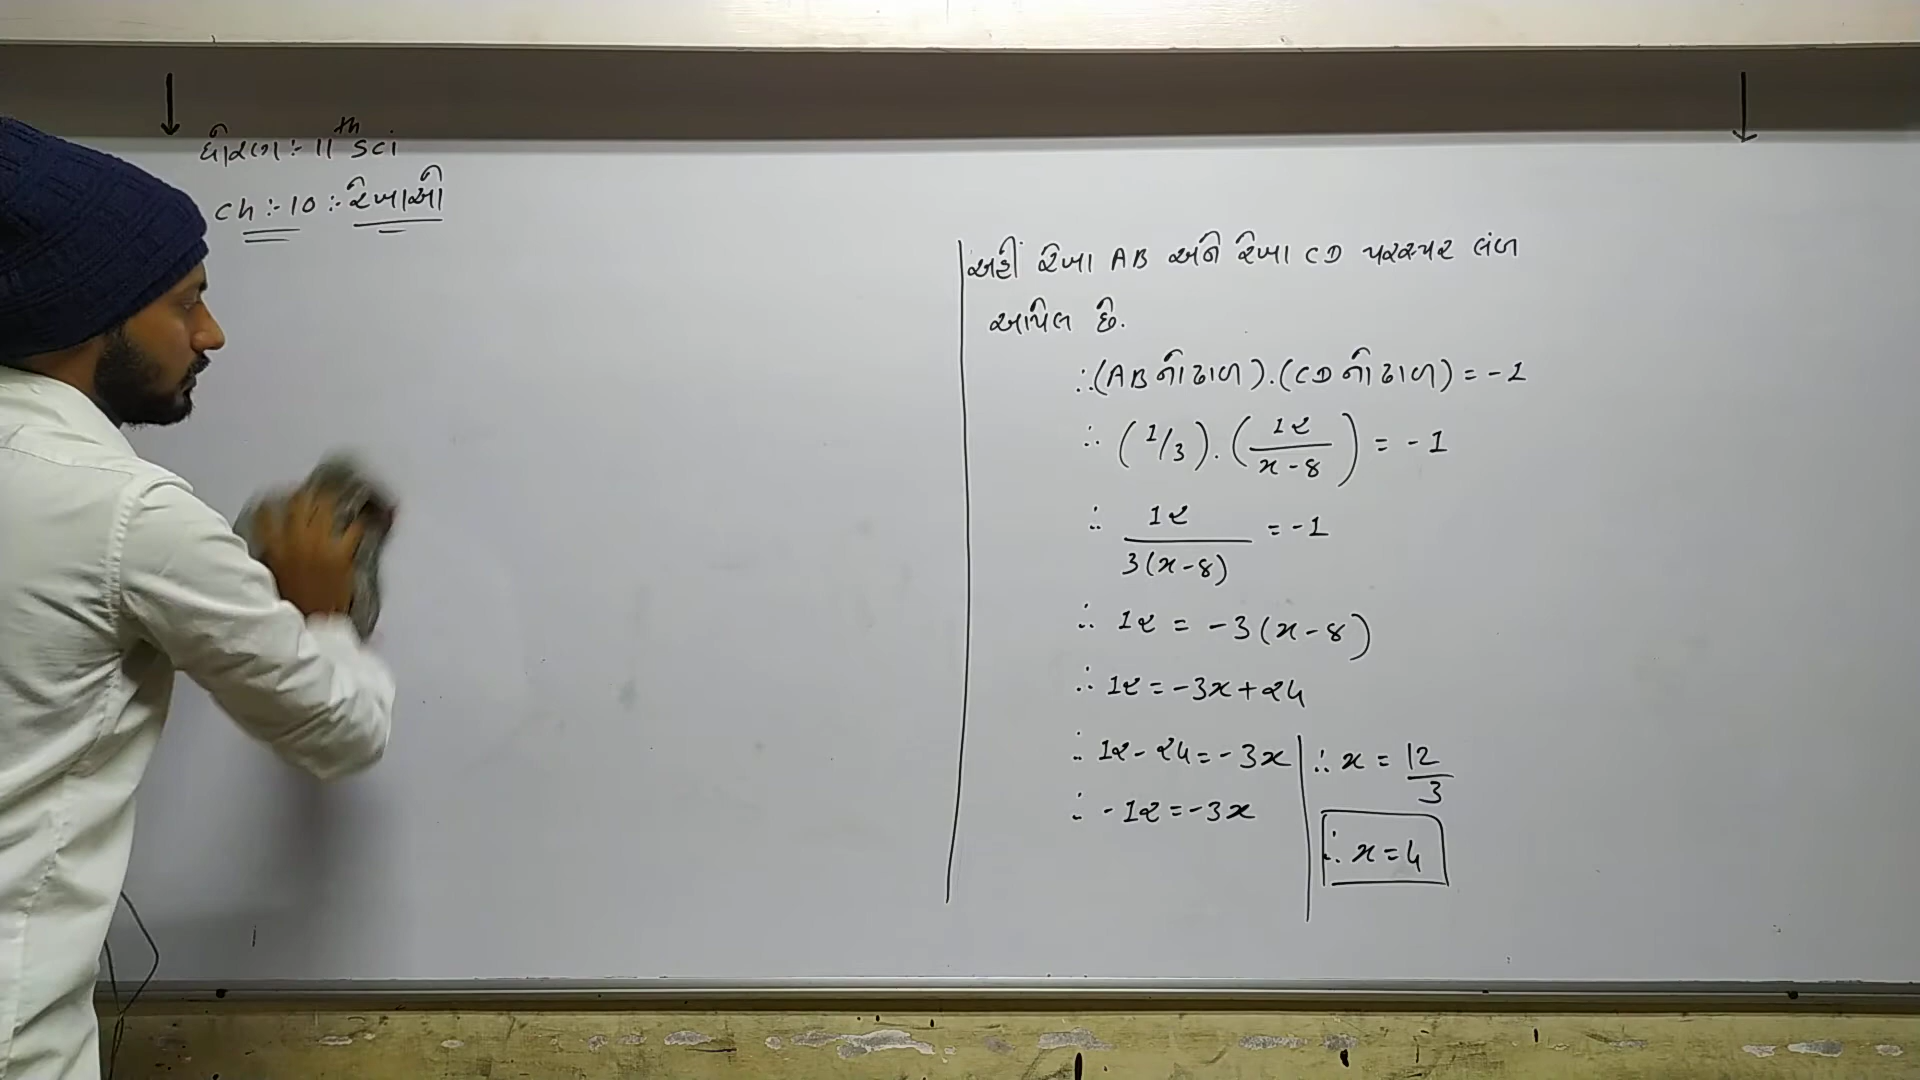 ધોરણ :- 11th sci
ch :- 10 :- રેખાઓ
અહીં રેખા AB અને રેખા CD પરસ્પર લંબ
આપેલ છે.
∴ (AB નો ઢાળ) . (CD નો ઢાળ) = -1
∴ (1/3) . (12/x-8) = -1
∴ 12/3(x-8) = -1
∴ 12 = -3(x-8)
∴ 12 = -3x+24
∴ 12-24 = -3x
∴ -12 = -3x
∴ x = 12/3
∴ x = 4